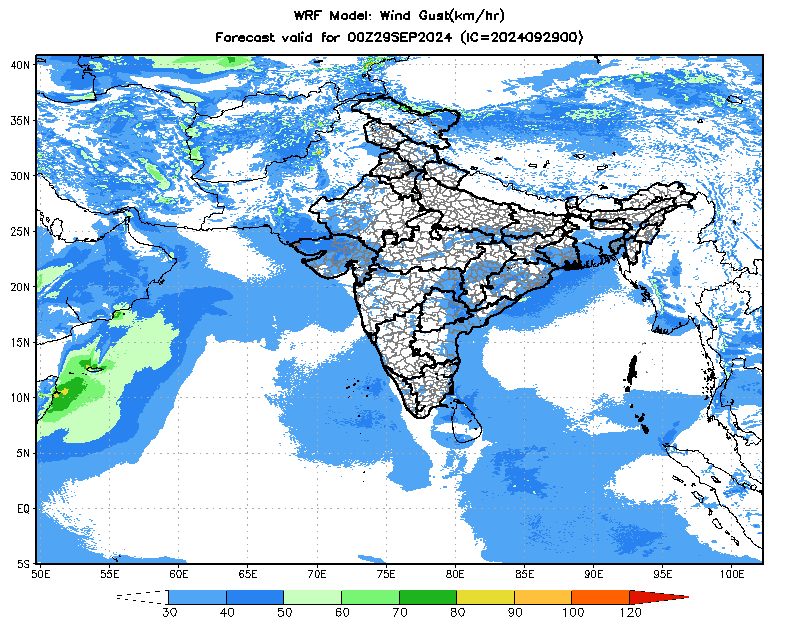 WRF Model: Wind Gust(km/hr)
Forecast valid for 00Z29SEP2024 (IC=2024092900)
40N
35N
30N
25N
20N
15N
10N
5N
EQ
5S
50E 55E 60E 65E 70E 75E 80E 85E 90E 95E 100E
30 40 50 60 70 80 90 100 120